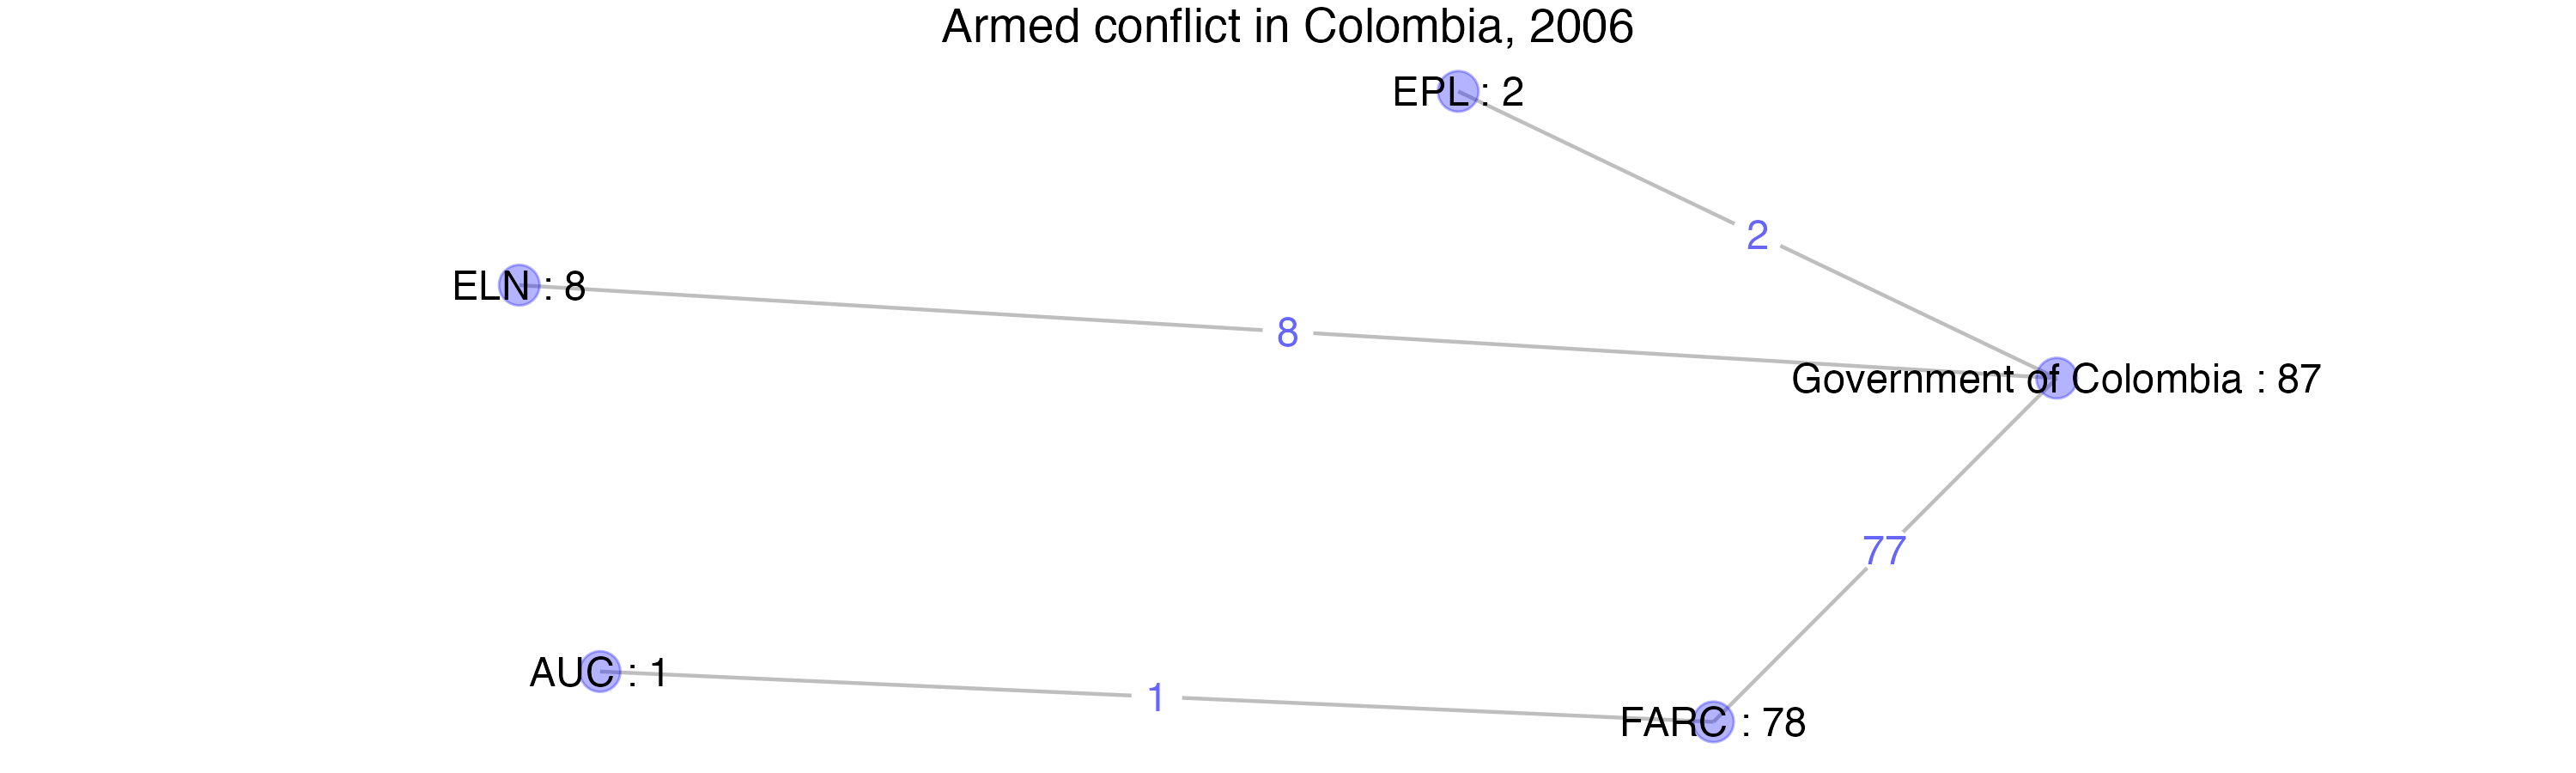 Armed conflict in Colombia, 2006
EPL : 2
2
ELN : 8
8
Government of Colombia : 87
77
AUC : 1
1
FARC : 78